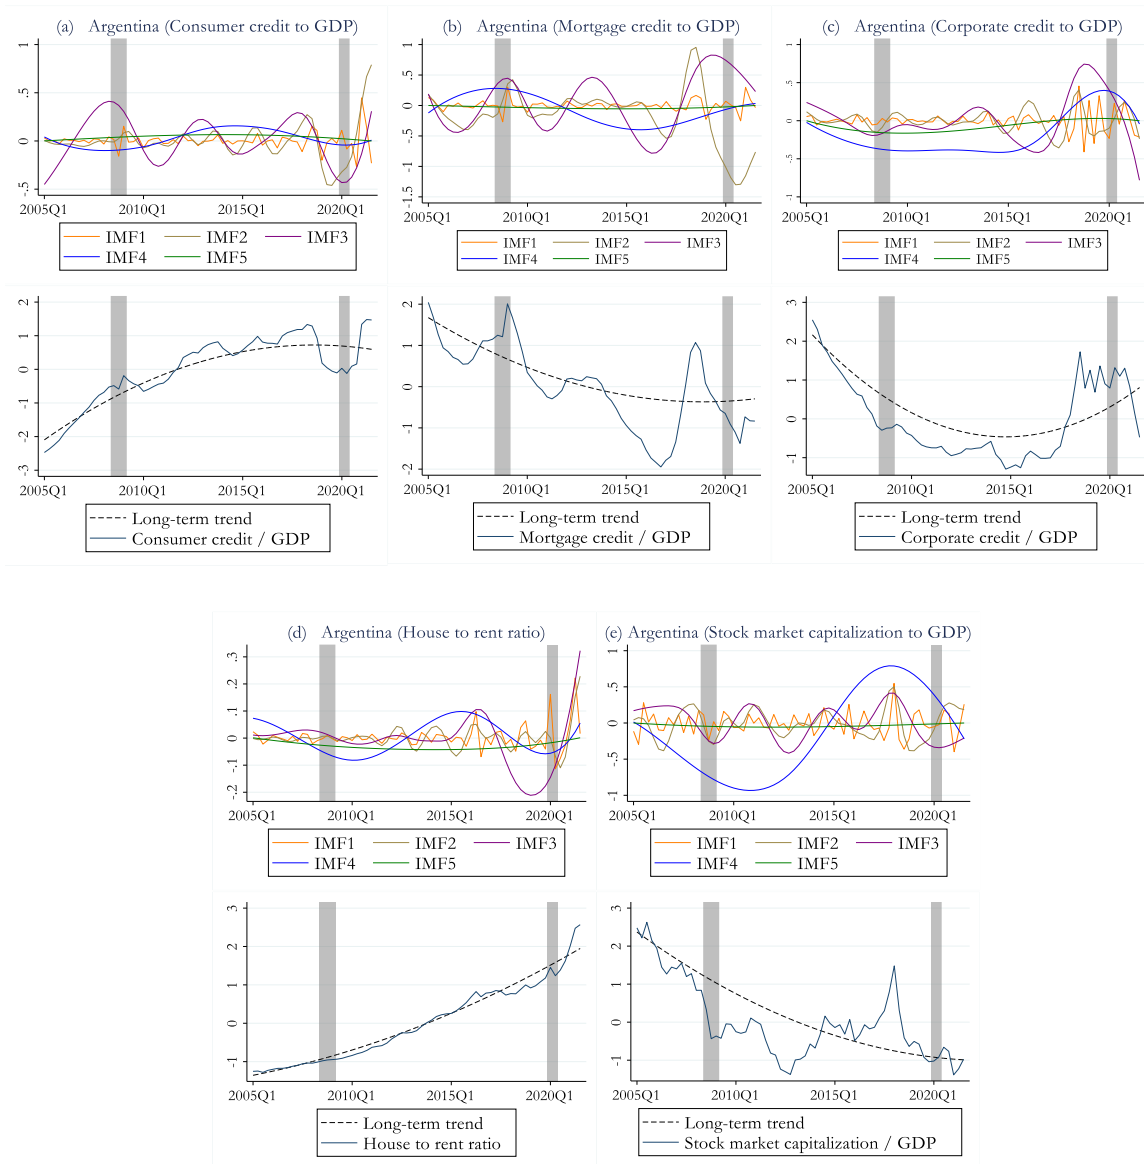 (a) Argentina (Consumer credit to GDP)
1
.5
0
-.5
2005Q1 2010Q1 2015Q1 2020Q1
IMF1 IMF2 IMF3
IMF4 IMF5
(b) Argentina (Mortgage credit to GDP)
1
.5
0
-.5
-1
-1.5
2005Q1 2010Q1 2015Q1 2020Q1
IMF1 IMF2 IMF3
IMF4 IMF5
(c) Argentina (Corporate credit to GDP)
1
.5
0
-.5
-1
2005Q1 2010Q1 2015Q1 2020Q1
IMF1 IMF2 IMF3
IMF4 IMF5
2
1
0
-1
-2
-3
2005Q1 2010Q1 2015Q1 2020Q1
Long-term trend
Consumer credit / GDP
2
1
0
-1
-2
2005Q1 2010Q1 2015Q1 2020Q1
Long-term trend
Mortgage credit / GDP
3
2
1
0
-1
2005Q1 2010Q1 2015Q1 2020Q1
Long-term trend
Corporate credit / GDP
(d) Argentina (House to rent ratio)
.3
.2
.1
0
-.1
-.2
2005Q1 2010Q1 2015Q1 2020Q1
IMF1 IMF2 IMF3
IMF4 IMF5
(e) Argentina (Stock market capitalization to GDP)
1
.5
0
-.5
-1
2005Q1 2010Q1 2015Q1 2020Q1
IMF1 IMF2 IMF3
IMF4 IMF5
3
2
1
0
-1
2005Q1 2010Q1 2015Q1 2020Q1
Long-term trend
House to rent ratio
3
2
1
0
-1
2005Q1 2010Q1 2015Q1 2020Q1
Long-term trend
Stock market capitalization / GDP